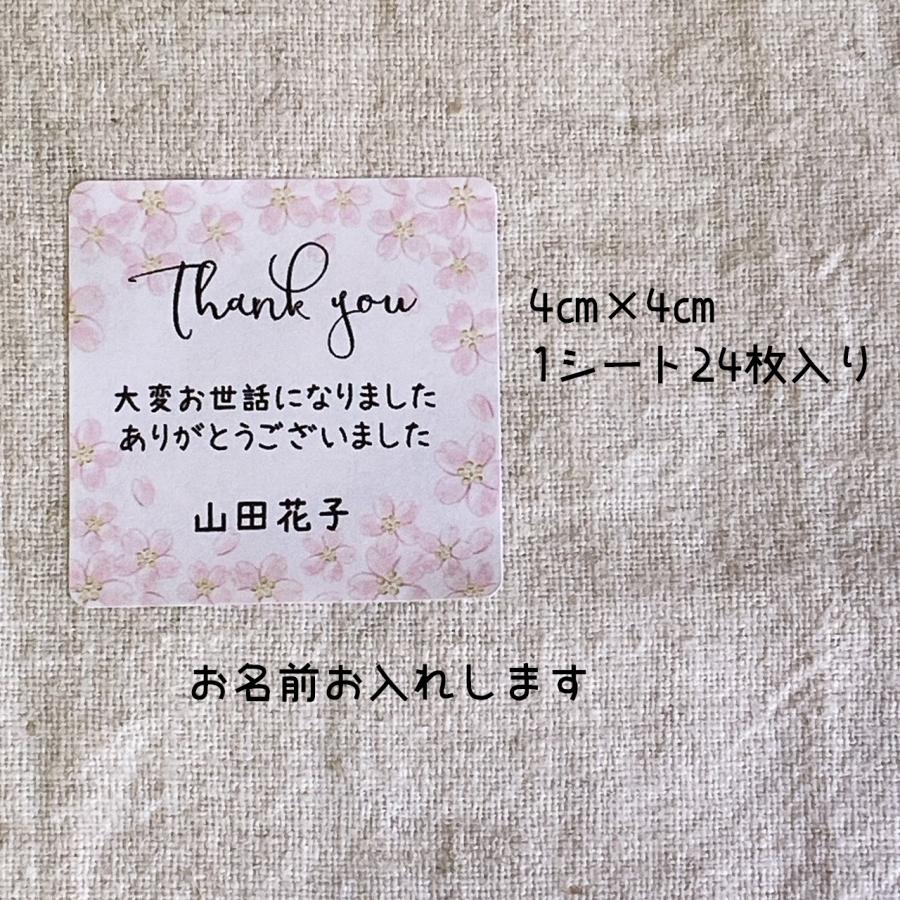 Thank you
大変お世話になりました
ありがとうございました
山田花子
4㎝×4㎝
1シート24枚入り
お名前お入れします